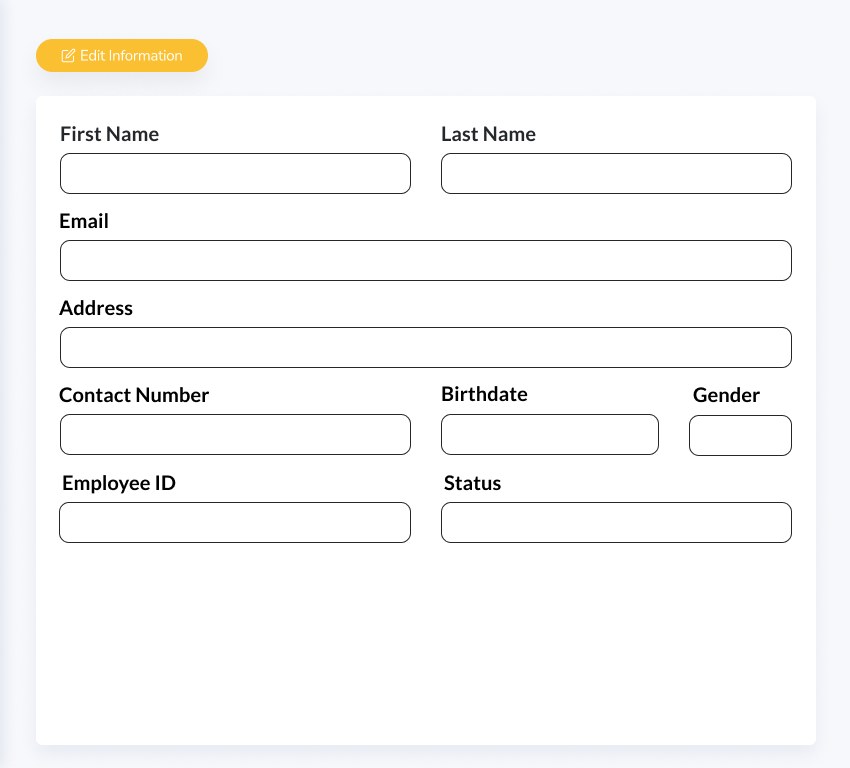 Edit Information
First Name Last Name
Email
Address
Contact Number Birthdate Gender
Employee ID Status